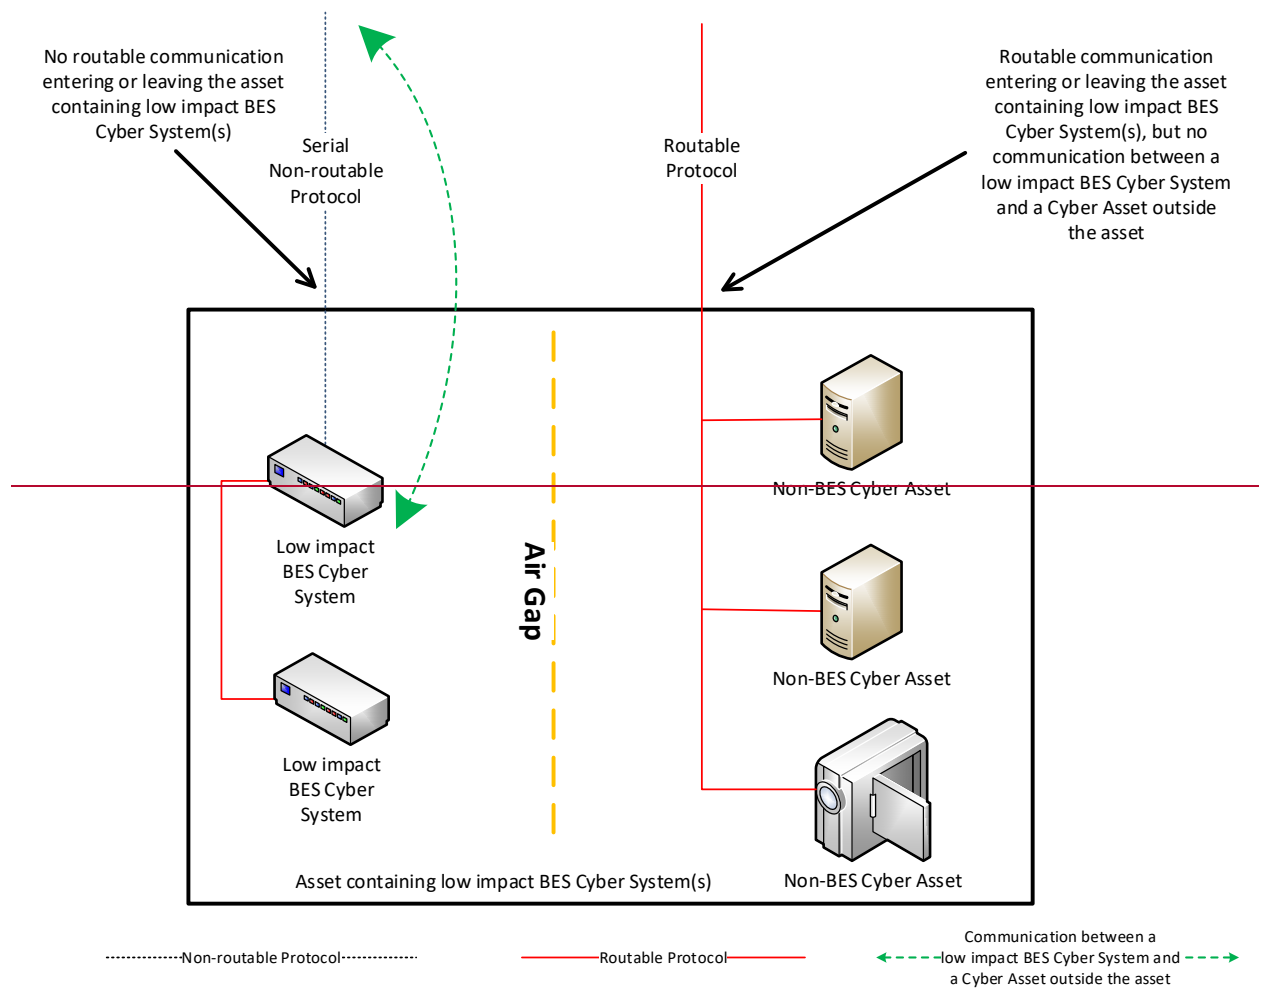 No routable communication
entering or leaving the asset
containing low impact BES
Cyber System(s)
Serial
Non-routable
Protocol
Routable
Protocol
Routable communication
entering or leaving the asset
containing low impact BES
Cyber System(s), but no
communication between a
low impact BES Cyber System
and a Cyber Asset outside
the asset
Non-BES Cyber Asset
Low impact
BES Cyber
System
Air Gap
Non-BES Cyber Asset
Low impact
BES Cyber
System
Asset containing low impact BES Cyber System(s)
Non-BES Cyber Asset
Non-routable Protocol
Routable Protocol
Communication between a
low impact BES Cyber System and
a Cyber Asset outside the asset